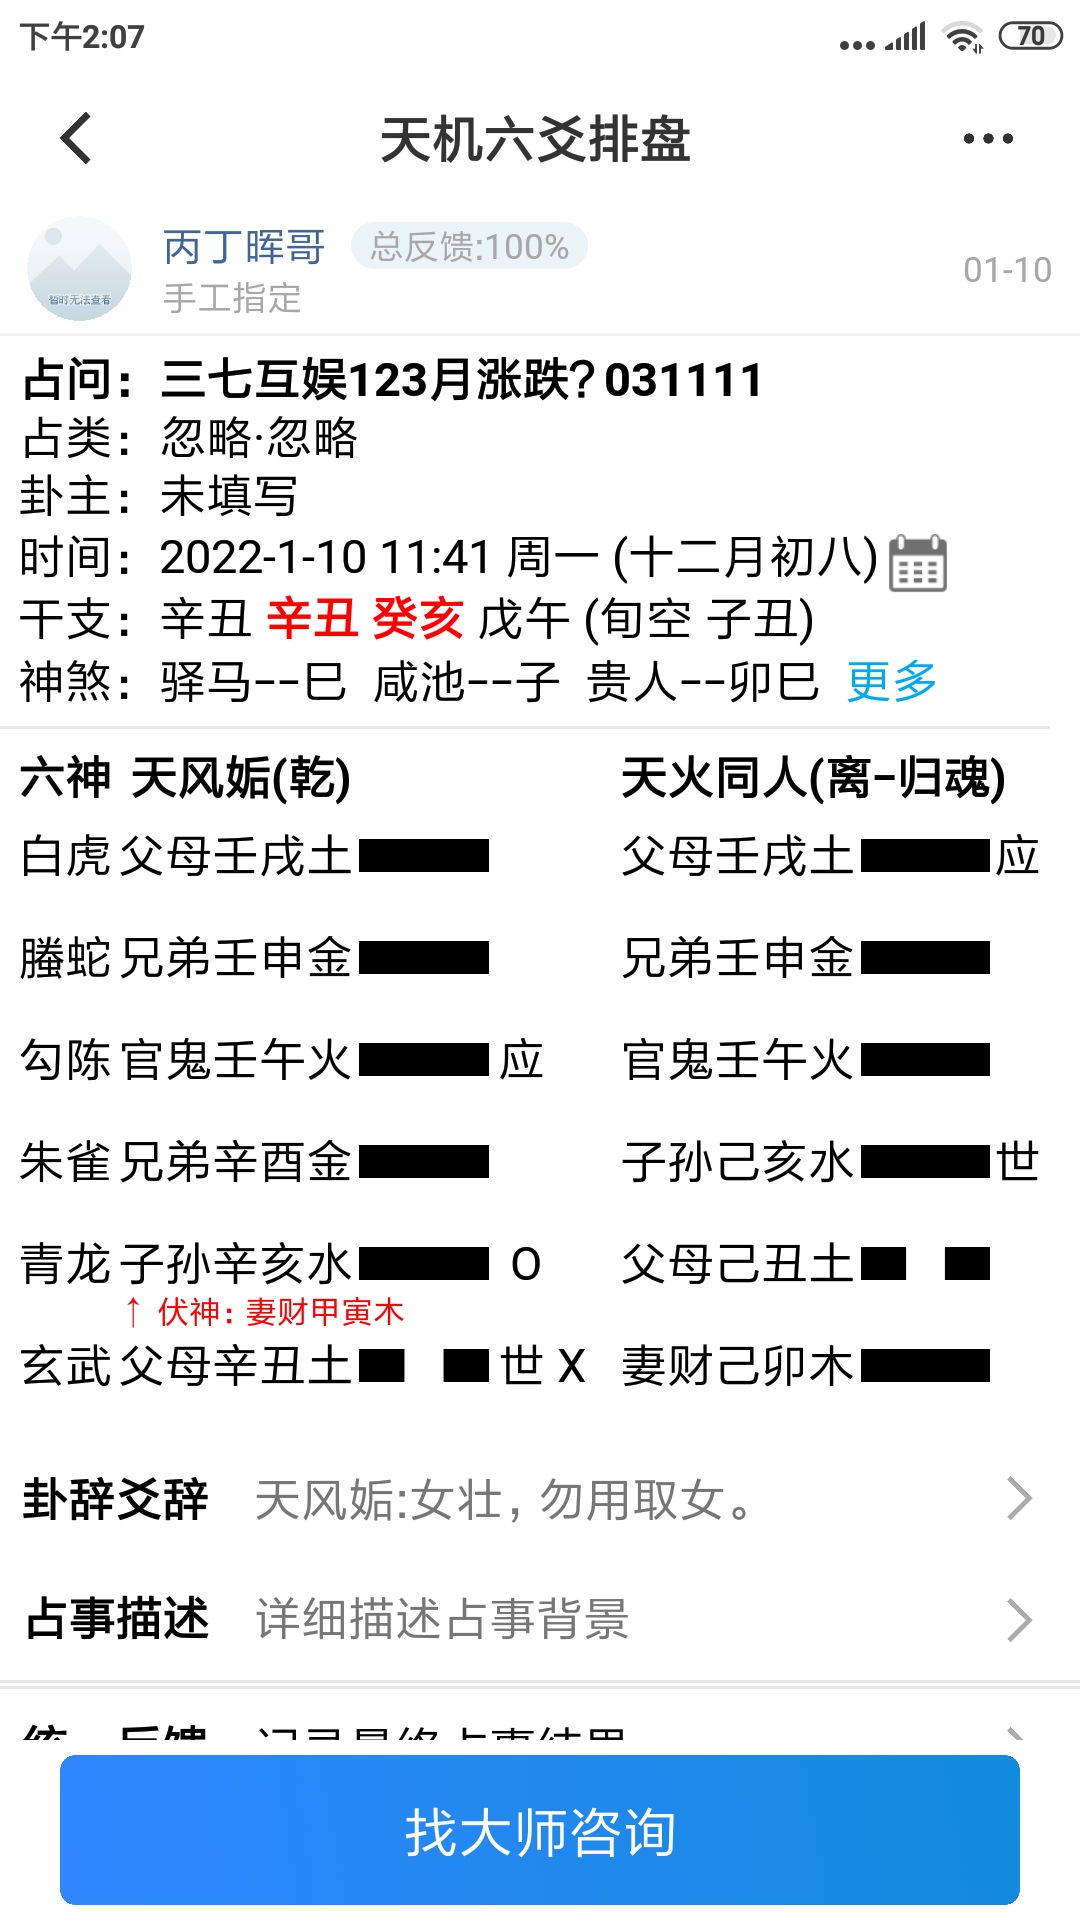 下午2:07
70
天机六爻排盘
丙丁晖哥 总反馈:100%
手工指定
01-10
暂时无法查看
占问：三七互娱123月涨跌？031111
占类：忽略·忽略
卦主：未填写
时间：2022-1-10 11:41 周一 (十二月初八)
干支：辛丑 辛丑 癸亥 戊午 (旬空 子丑)
神煞：驿马--巳 咸池--子 贵人--卯巳 更多
六神 天风姤(乾) 天火同人(离-归魂)
白虎 父母壬戌土 父母壬戌土 应
螣蛇 兄弟壬申金 兄弟壬申金
勾陈 官鬼壬午火 应 官鬼壬午火
朱雀 兄弟辛酉金 子孙己亥水 世
青龙 子孙辛亥水 O 父母己丑土
↑ 伏神：妻财甲寅木
玄武 父母辛丑土 世 X 妻财己卯木
卦辞爻辞 天风姤:女壮，勿用取女。
占事描述 详细描述占事背景
找大师咨询